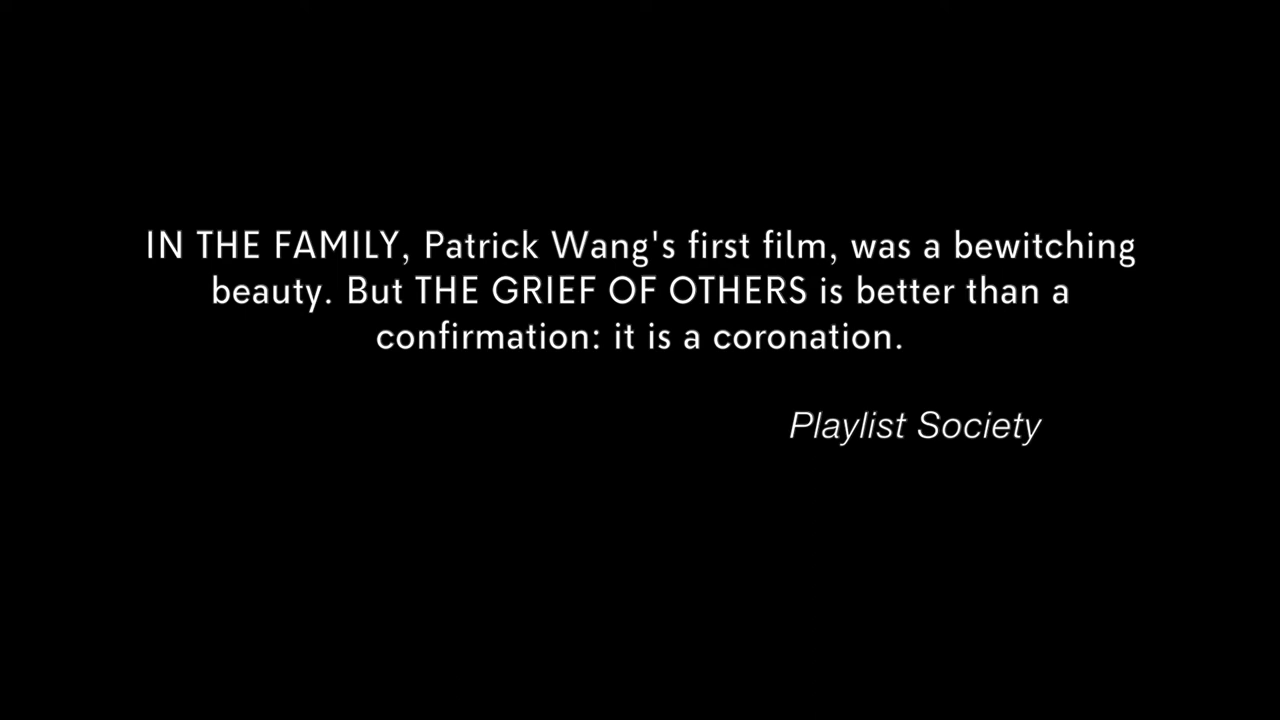 IN THE FAMILY, Patrick Wang's first film, was a bewitching
beauty. But THE GRIEF OF OTHERS is better than a
confirmation: it is a coronation.
Playlist Society